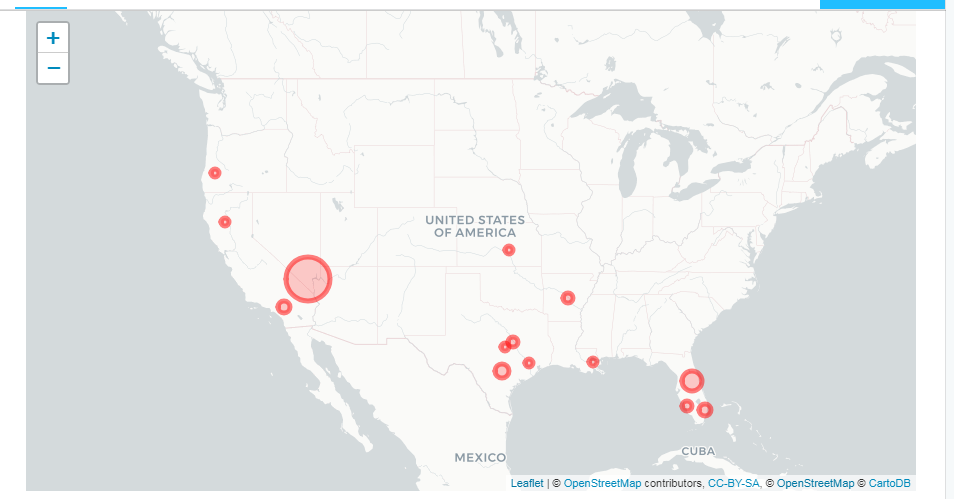 +
−
UNITED STATES
OF AMERICA
MEXICO
CUBA
Leaflet | © OpenStreetMap contributors, CC-BY-SA, © OpenStreetMap © CartoDB